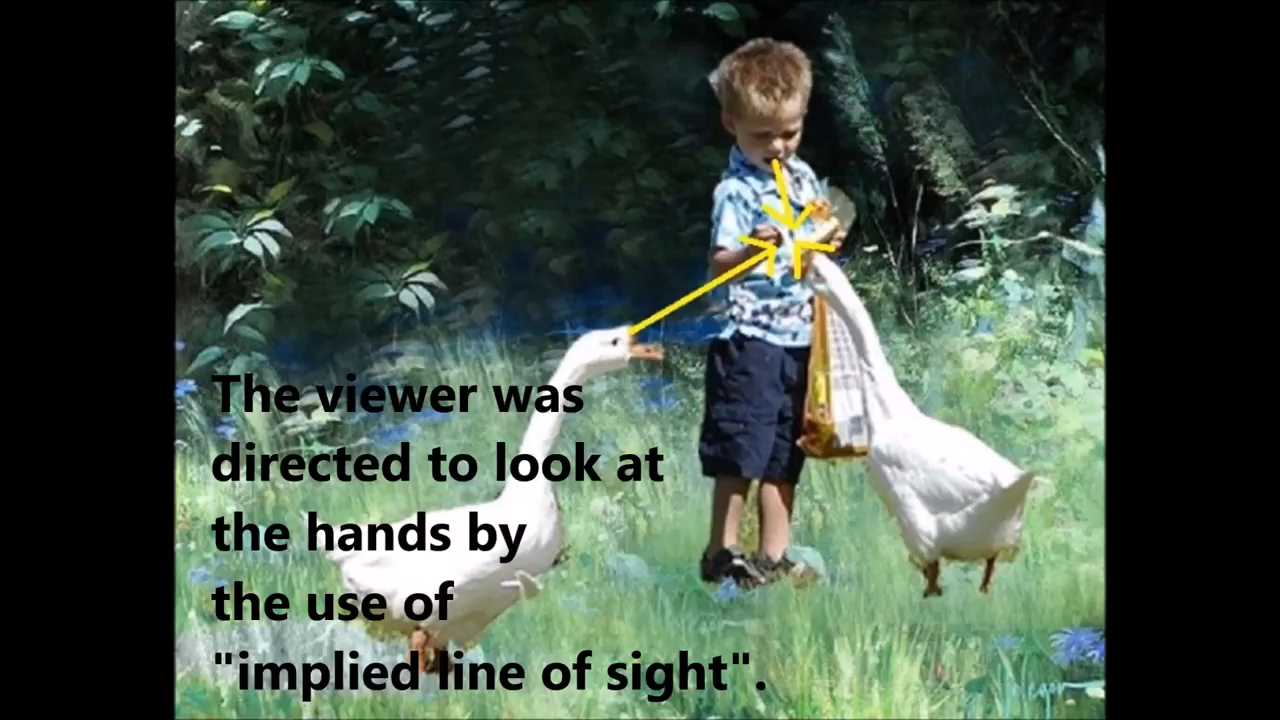 The viewer was
directed to look at
the hands by
the use of
"implied line of sight".